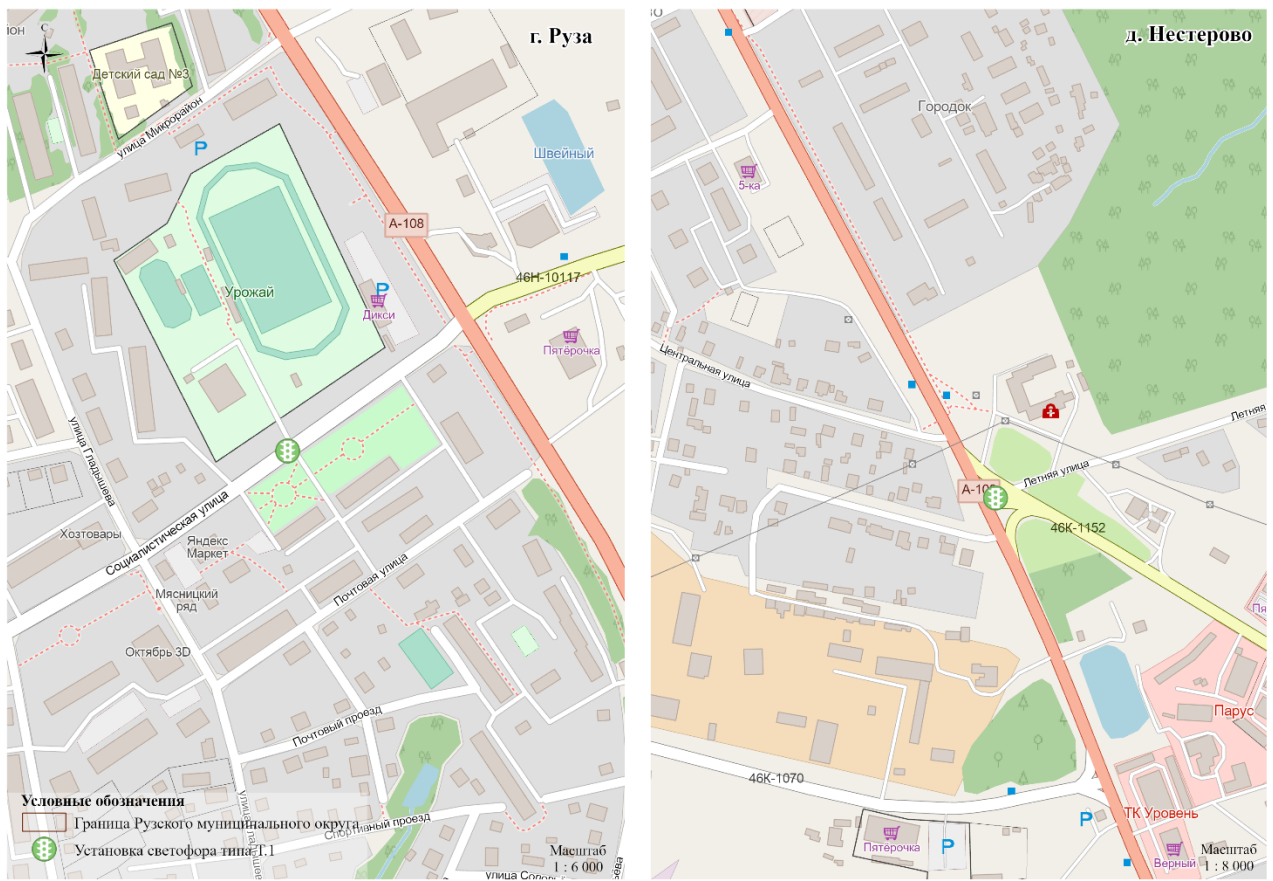 он
С
г. Руза
Детский сад №3
улица Микрорайон
P
Швейный
А-108
46Н-10117
P
Урожай
Дикси
Пятёрочка
улица Гладышева
Социалистическая улица
Хозтовары
Яндекс
Маркет
Почтовая улица
Мясницкий
ряд
Октябрь 3D
Почтовый проезд
Условные обозначения
Граница Рузского муниципального округа
Установка светофора типа Т.1
Спортивный проезд
Масштаб
1 : 6 000
во
д. Нестерово
Городок
5-ка
Центральная улица
Летняя
Летняя улица
А-108
46К-1152
Пя
Парус
46К-1070
ТК Уровень
P
Пятёрочка
P
Верный
Масштаб
1 : 8 000